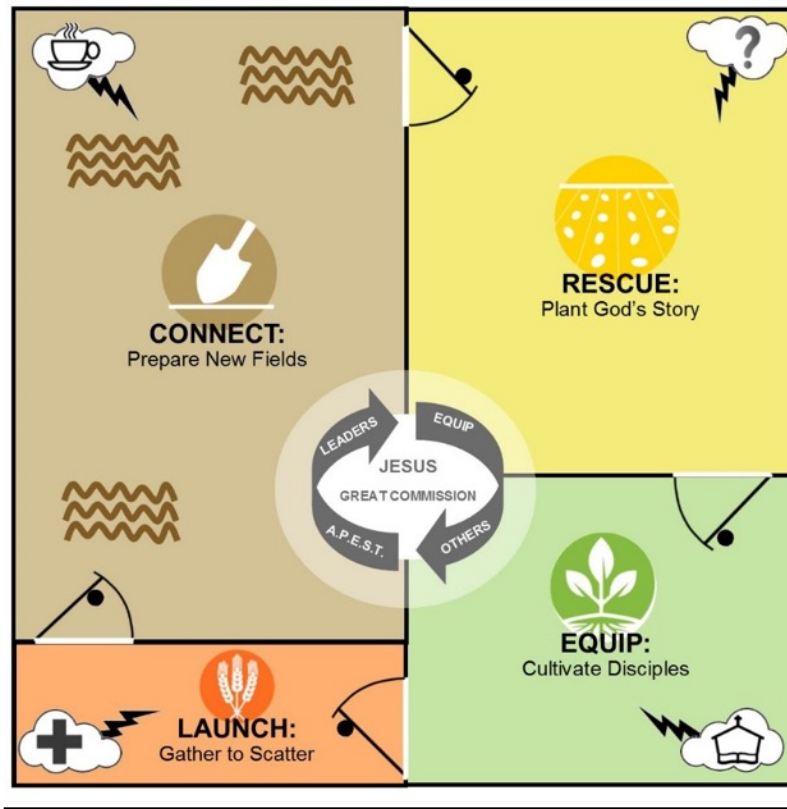 CONNECT:
Prepare New Fields
RESCUE:
Plant God's Story
LEADERS
EQUIP
JESUS
GREAT COMMISSION
A.P.E.S.T.
OTHERS
EQUIP:
Cultivate Disciples
LAUNCH:
Gather to Scatter
?